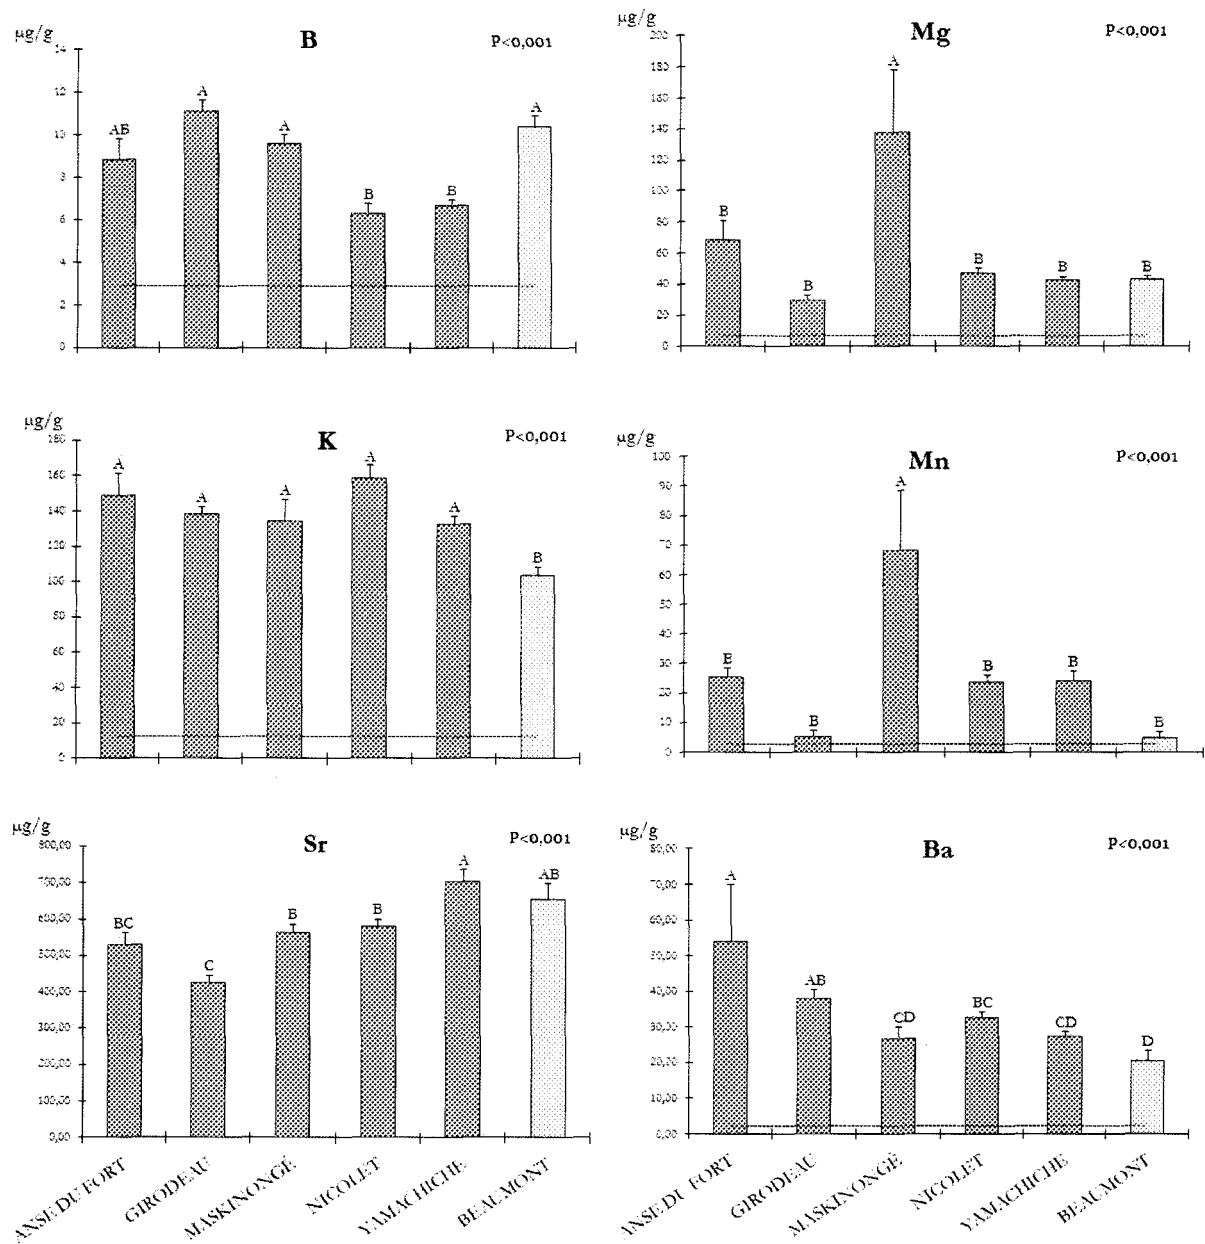 µg/g
B
P<0,001
14
12
10
8
6
4
2
0
AB
A
A
B
B
A
µg/g
Mg
P<0,001
200
180
160
140
120
100
80
60
40
20
0
B
B
A
B
B
B
µg/g
K
P<0,001
180
160
140
120
100
80
60
40
20
0
A
A
A
A
A
B
µg/g
Mn
P<0,001
100
90
80
70
60
50
40
30
20
10
0
B
B
A
B
B
B
µg/g
Sr
P<0,001
800,00
700,00
600,00
500,00
400,00
300,00
200,00
100,00
0,00
BC
C
B
B
A
AB
ANSE DU FORT
GIRODEAU
MASKINONGÉ
NICOLET
YAMACHICHE
BEAUMONT
µg/g
Ba
P<0,001
80,00
70,00
60,00
50,00
40,00
30,00
20,00
10,00
0,00
A
AB
CD
BC
CD
D
ANSE DU FORT
GIRODEAU
MASKINONGÉ
NICOLET
YAMACHICHE
BEAUMONT